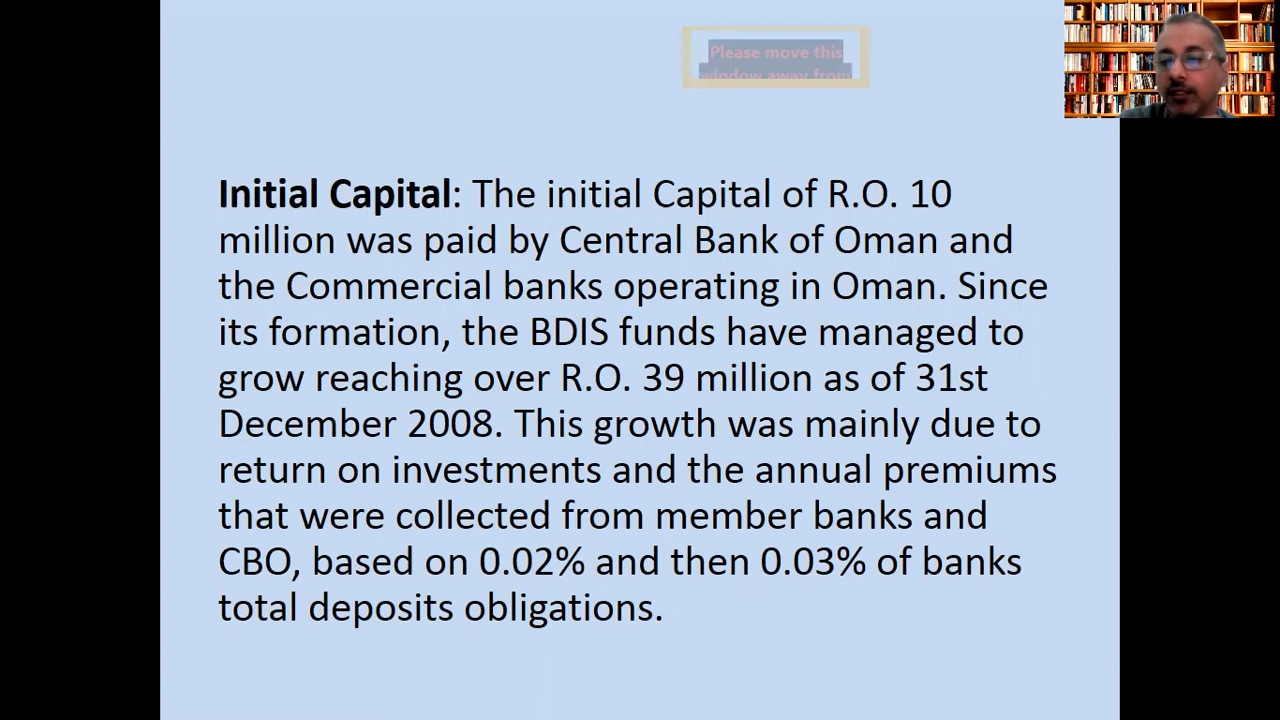 Please move this
window away from
Initial Capital: The initial Capital of R.O. 10
million was paid by Central Bank of Oman and
the Commercial banks operating in Oman. Since
its formation, the BDIS funds have managed to
grow reaching over R.O. 39 million as of 31st
December 2008. This growth was mainly due to
return on investments and the annual premiums
that were collected from member banks and
CBO, based on 0.02% and then 0.03% of banks
total deposits obligations.